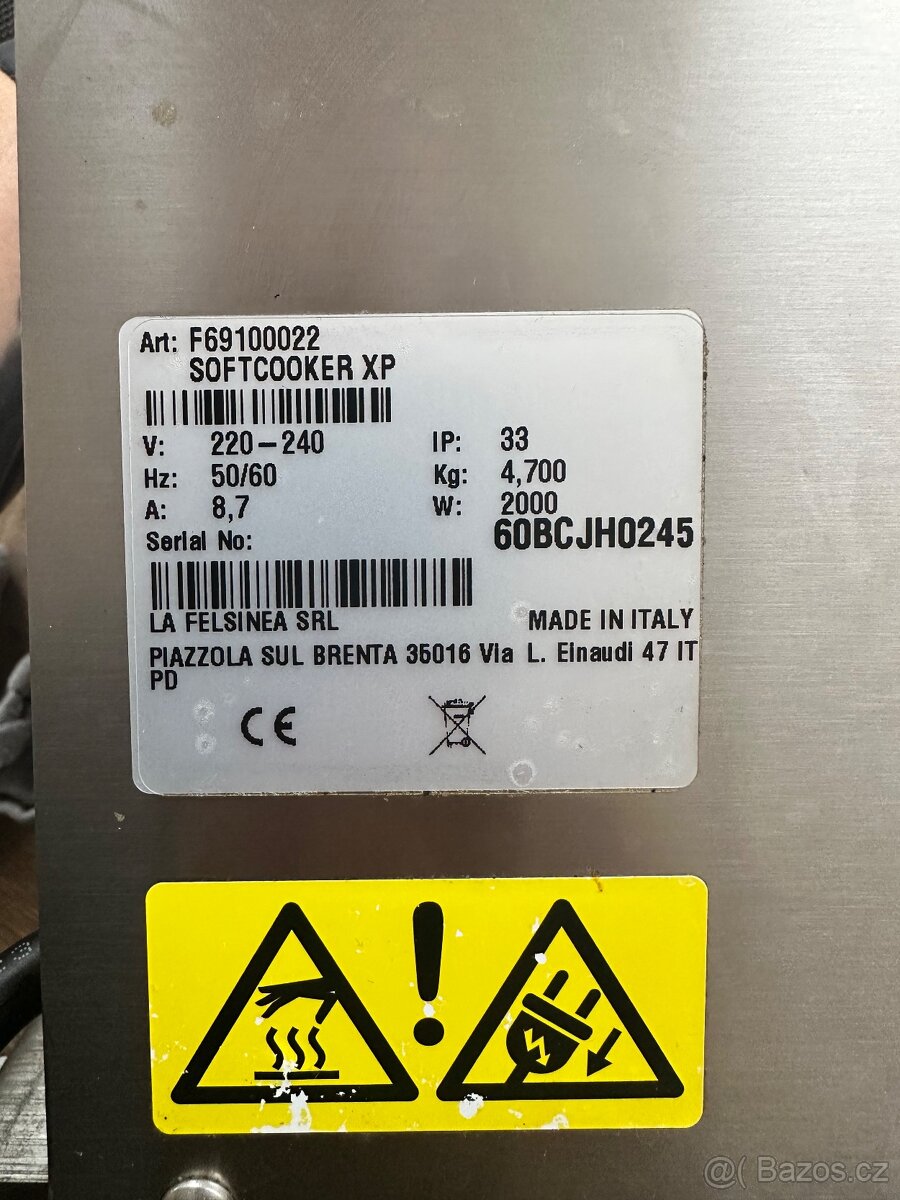 Art: F69100022
SOFTCOOKER XP
V: 220-240 IP: 33
Hz: 50/60 Kg: 4,700
A: 8,7 W: 2000
Serial No: 60BCJH0245
LA FELSINEA SRL MADE IN ITALY
PIAZZOLA SUL BRENTA 35016 Via L. Einaudi 47 IT
PD
CE
!
@( Bazos.cz